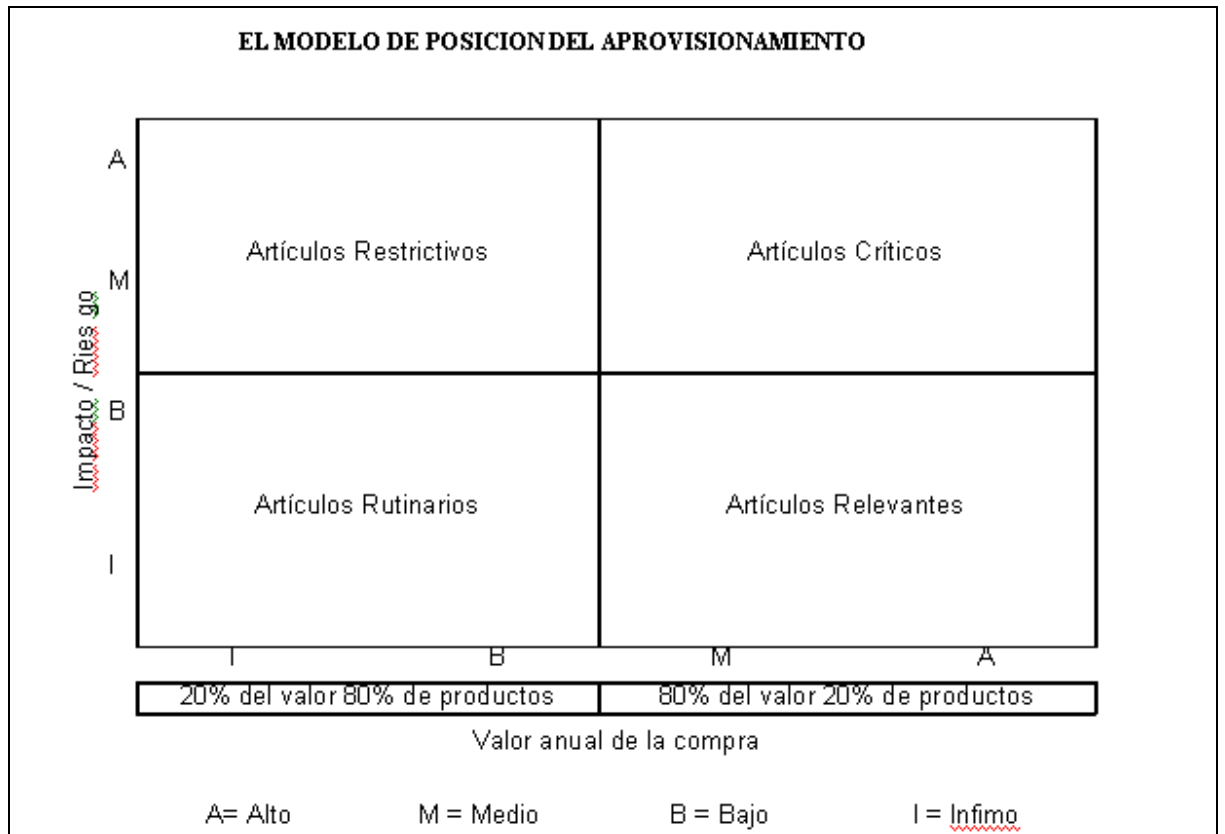 EL MODELO DE POSICION DEL APROVISIONAMIENTO
A
Artículos Restrictivos
Artículos Críticos
M
Impacto / Ries go
B
Artículos Rutinarios
Artículos Relevantes
I
I B M A
20% del valor 80% de productos
80% del valor 20% de productos
Valor anual de la compra
A= Alto M = Medio B = Bajo I = Infimo